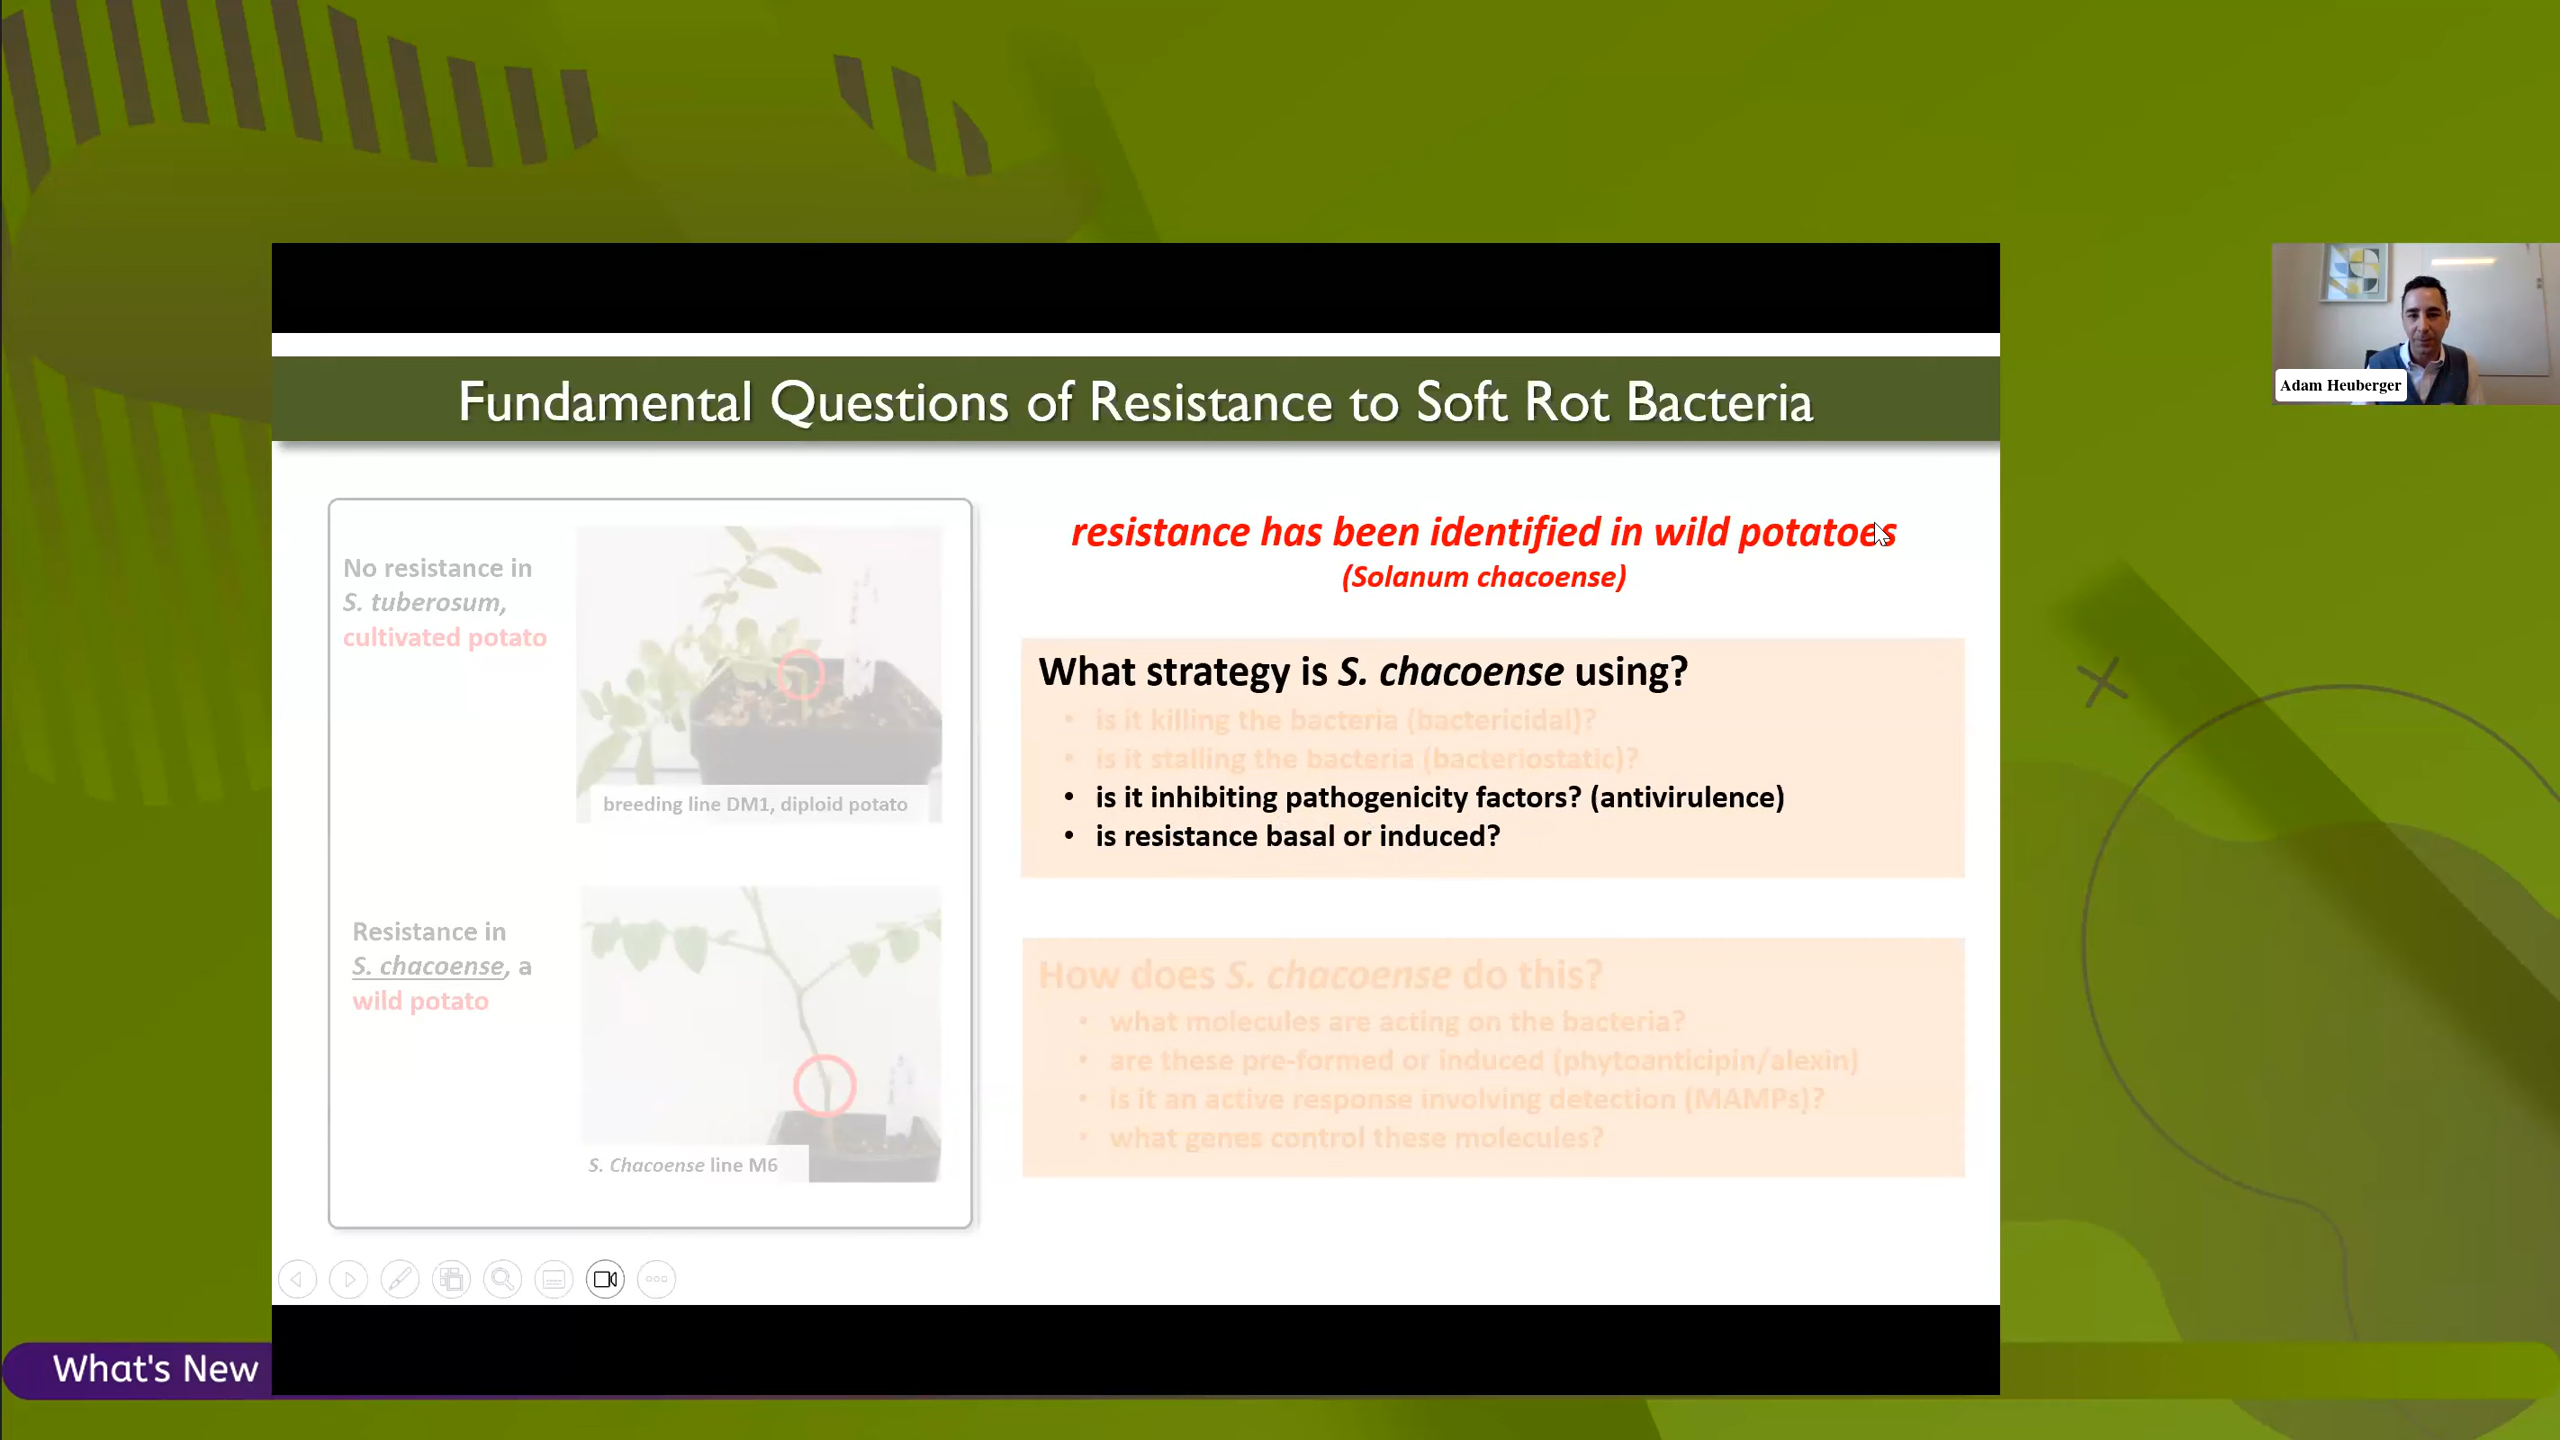 Fundamental Questions of Resistance to Soft Rot Bacteria
Adam Heuberger
No resistance in
S. tuberosum,
cultivated potato
breeding line DM1, diploid potato
Resistance in
S. chacoense, a
wild potato
S. Chacoense line M6
resistance has been identified in wild potatoes
(Solanum chacoense)
What strategy is S. chacoense using?
• is it killing the bacteria (bactericidal)?
• is it stalling the bacteria (bacteriostatic)?
• is it inhibiting pathogenicity factors? (antivirulence)
• is resistance basal or induced?
How does S. chacoense do this?
• what molecules are acting on the bacteria?
• are these pre-formed or induced (phytoanticipin/alexin)
• is it an active response involving detection (MAMPs)?
• what genes control these molecules?
What's New